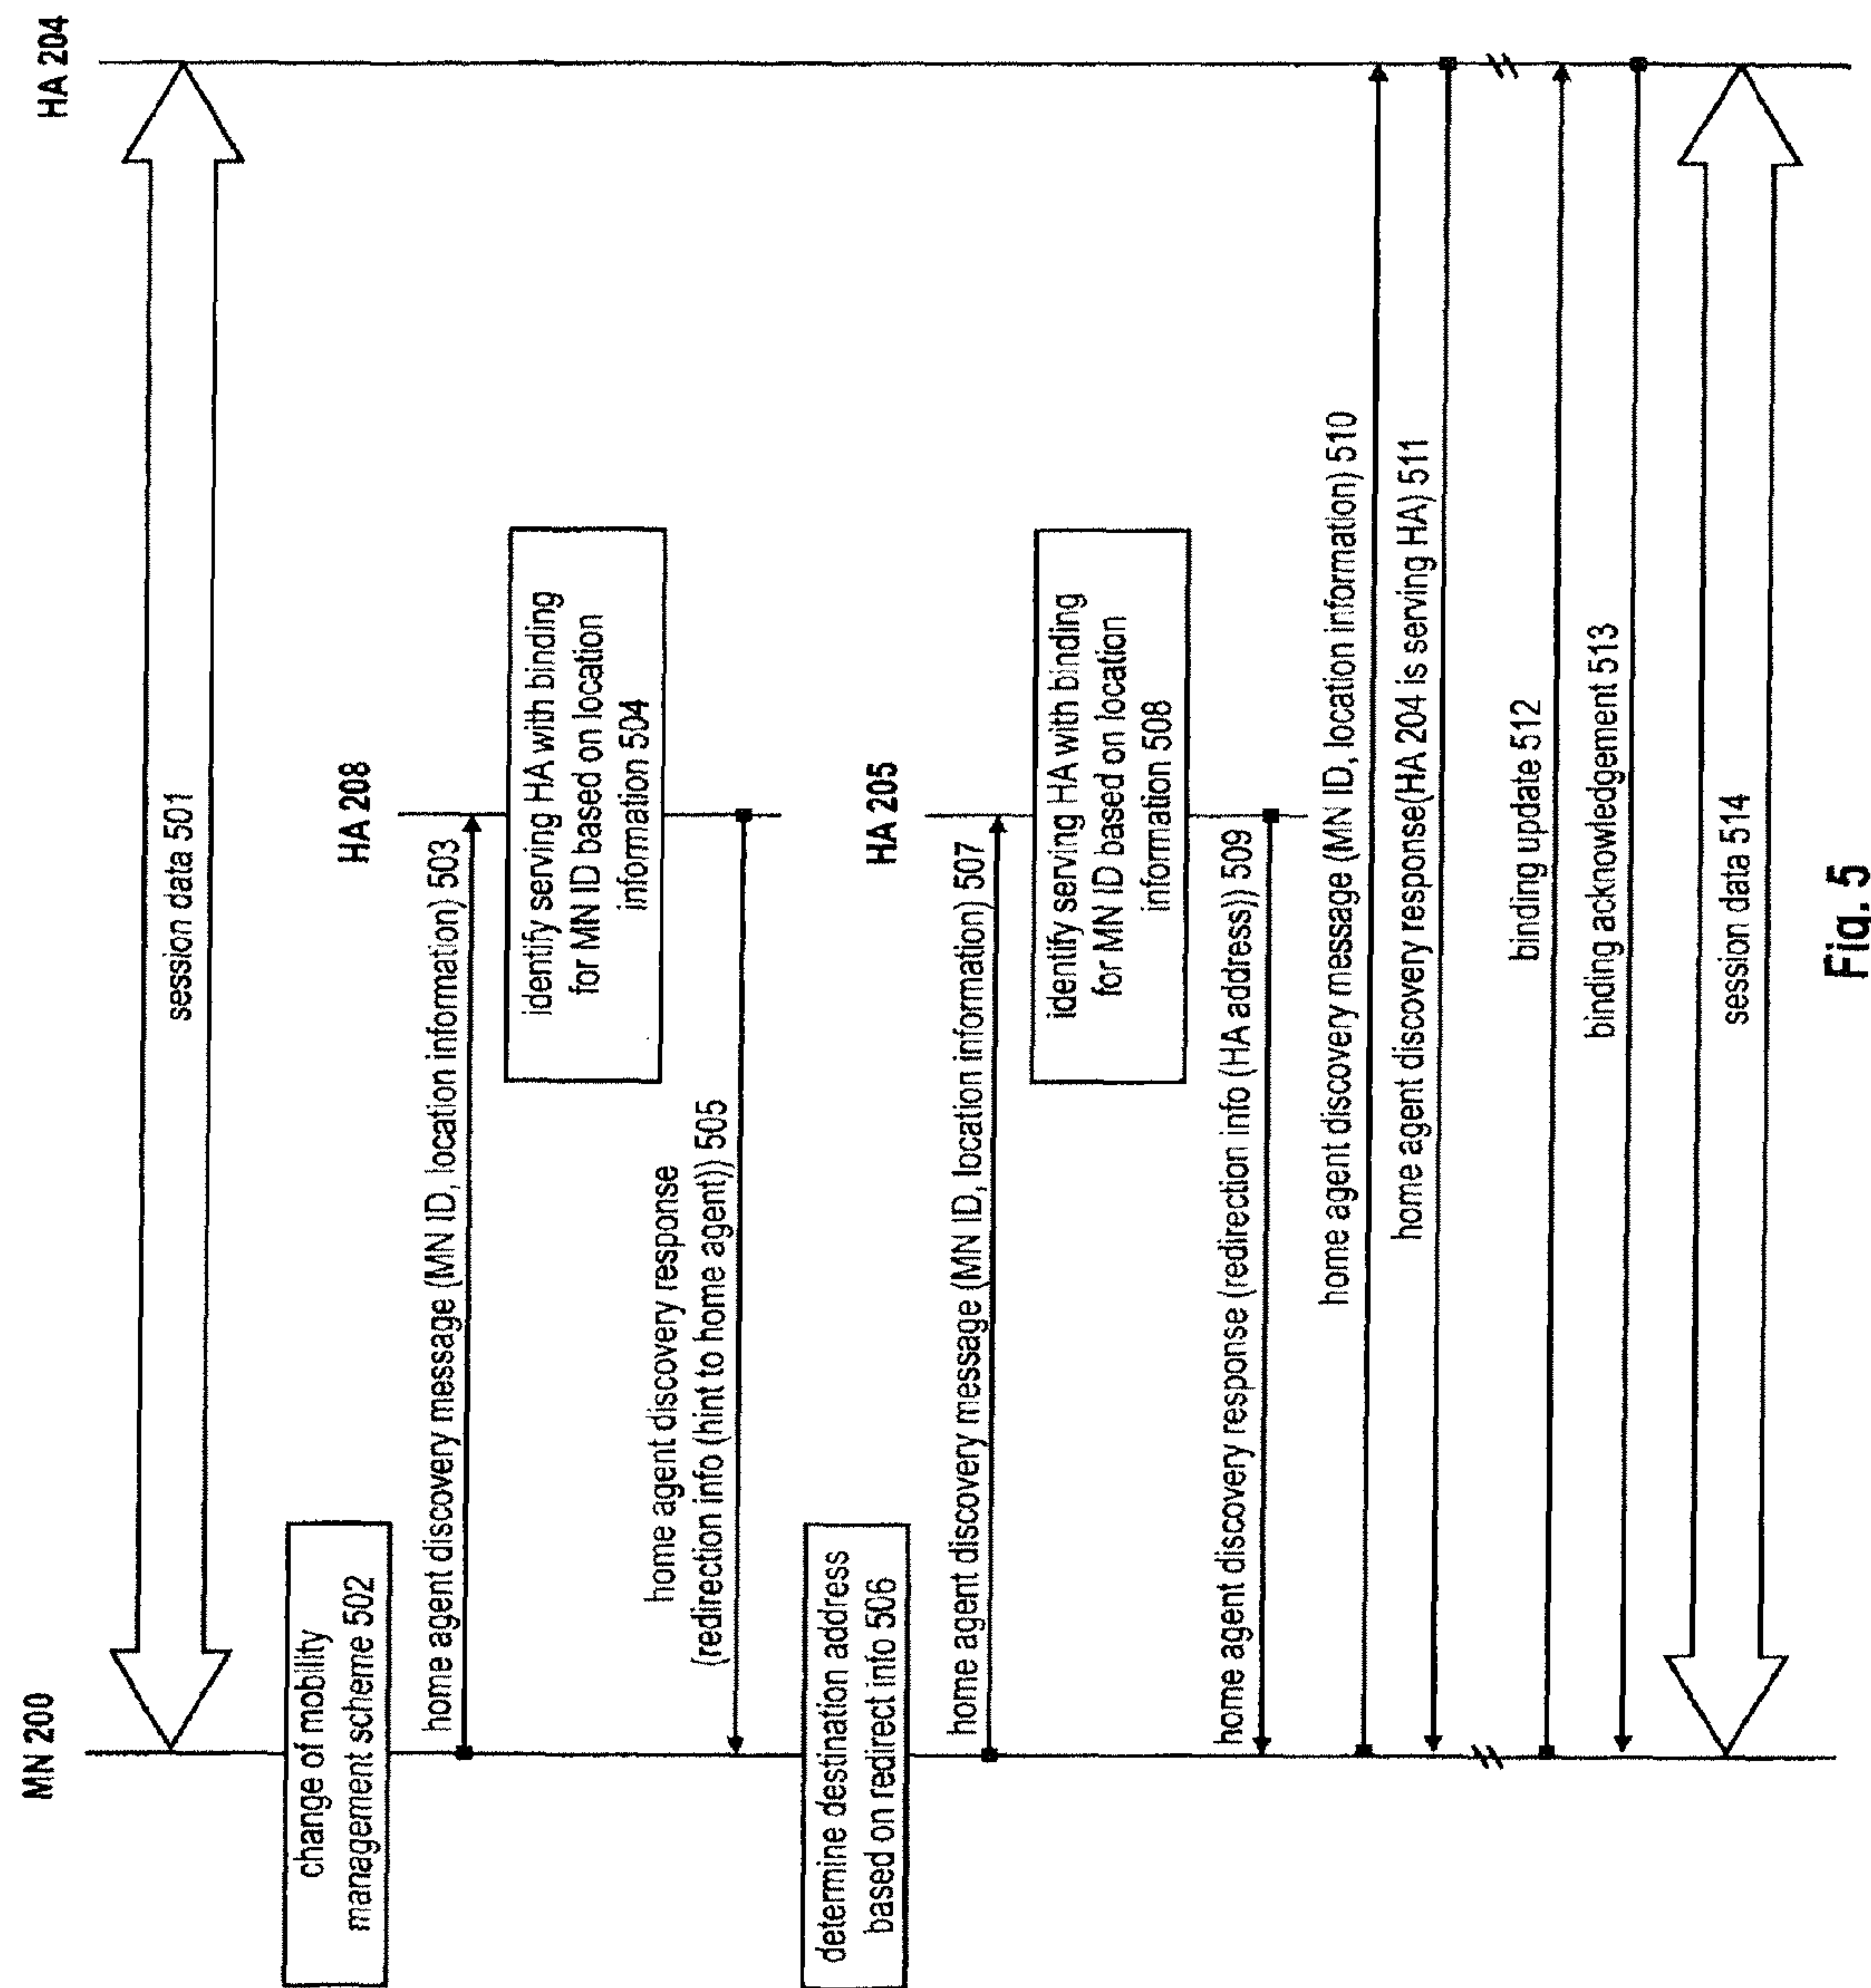 MN 200
HA 204
session data 501
change of mobility
management scheme 502
HA 208
home agent discovery message (MN ID, location information) 503
identify serving HA with binding
for MN ID based on location
information 504
home agent discovery response
(redirection info (hint to home agent)) 505
determine destination address
based on redirect info 506
HA 205
home agent discovery message (MN ID, location information) 507
identify serving HA with binding
for MN ID based on location
information 508
home agent discovery response (redirection info (HA address)) 509
home agent discovery message (MN ID, location information) 510
home agent discovery response(HA 204 is serving HA) 511
binding update 512
binding acknowledgement 513
session data 514
Fig. 5